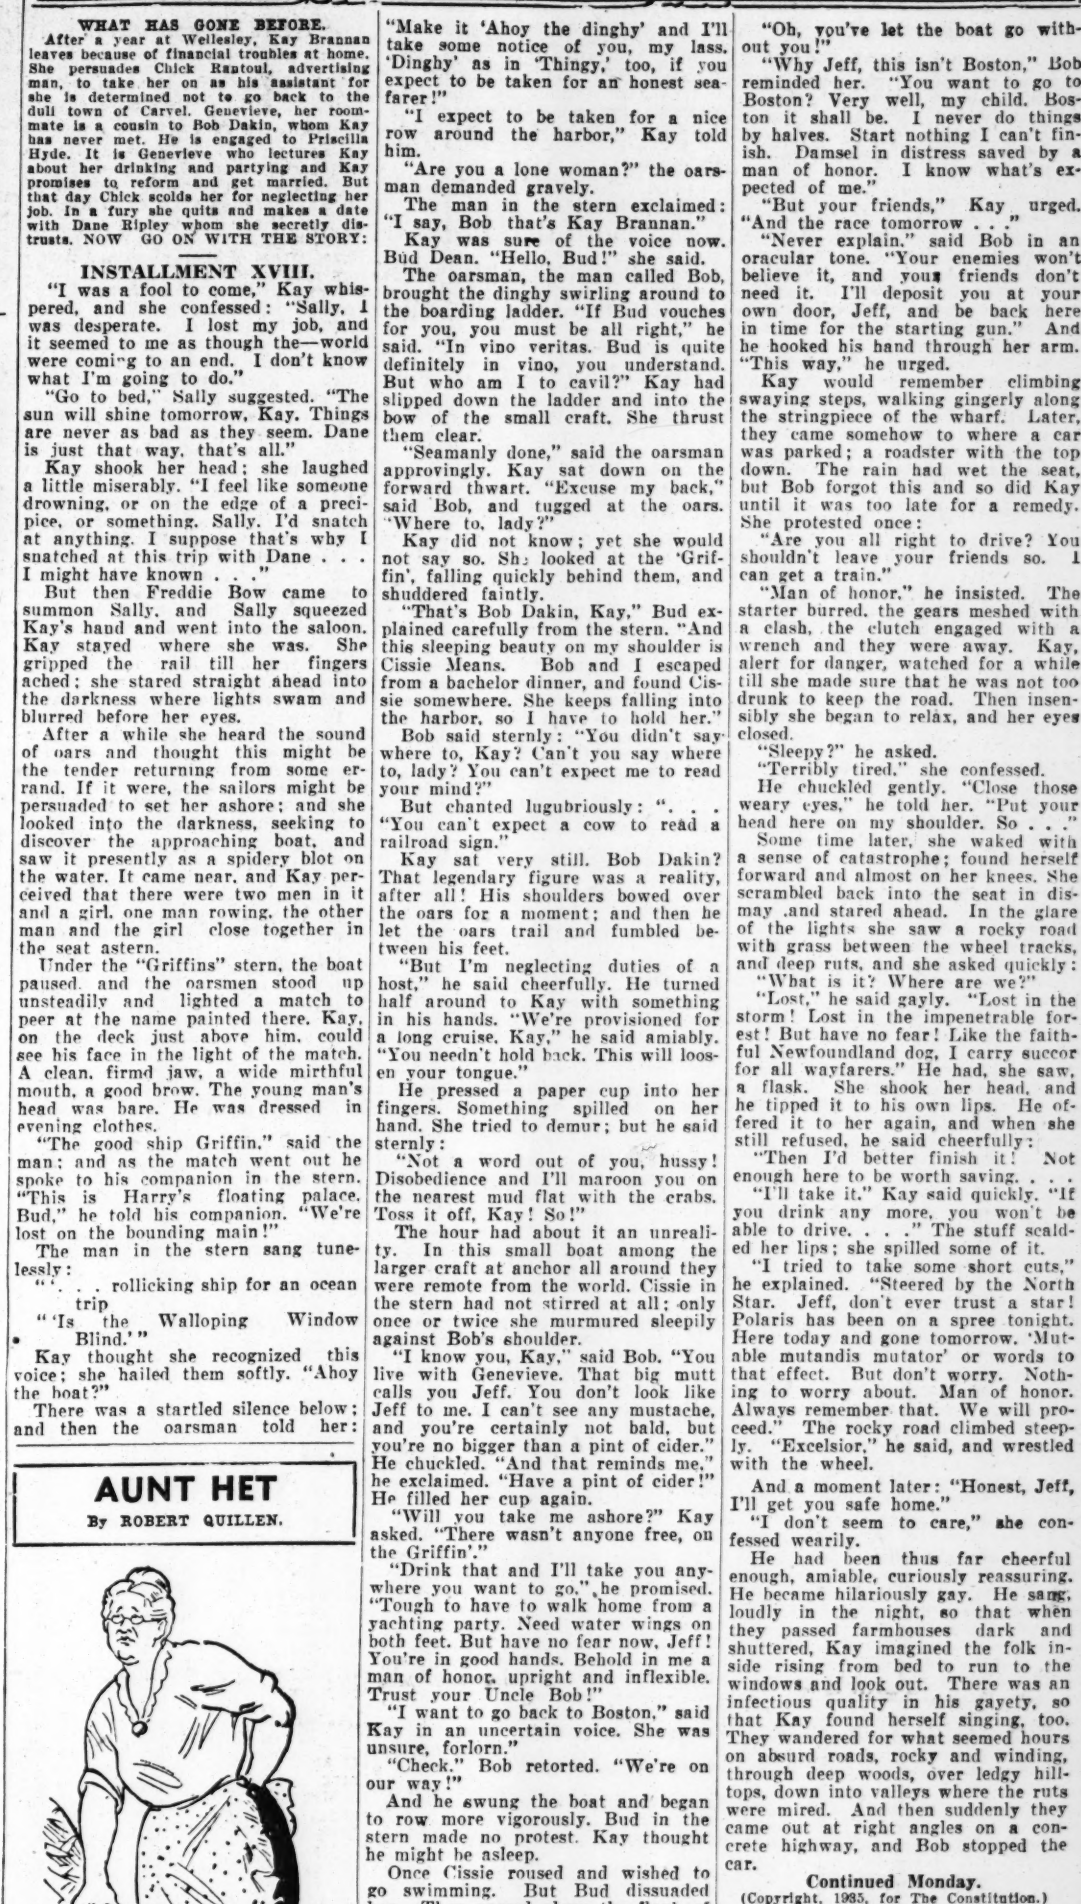 WHAT HAS GONE BEFORE.
After a year at Wellesley, Kay Brannan
leaves because of financial troubles at home.
She persuades Chick Rantoul, advertising
man, to take her on as his assistant for
she is determined not to go back to the
dull town of Carvel. Genevieve, her room-
mate is a cousin to Bob Dakin, whom Kay
has never met. He is engaged to Priscilla
Hyde. It is Genevieve who lectures Kay
about her drinking and partying and Kay
promises to reform and get married. But
that day Chick scolds her for neglecting her
job. In a fury she quits and makes a date
with Dane Ripley whom she secretly dis-
trusts. NOW GO ON WITH THE STORY:
INSTALLMENT XVIII.
"I was a fool to come," Kay whis-
pered, and she confessed: "Sally, I
was desperate. I lost my job, and
it seemed to me as though the—world
were coming to an end. I don't know
what I'm going to do."
"Go to bed," Sally suggested. "The
sun will shine tomorrow, Kay. Things
are never as bad as they seem. Dane
is just that way, that's all."
Kay shook her head; she laughed
a little miserably. "I feel like someone
drowning, or on the edge of a preci-
pice, or something, Sally. I'd snatch
at anything. I suppose that's why I
snatched at this trip with Dane . . .
I might have known . . ."
But then Freddie Bow came to
summon Sally, and Sally squeezed
Kay's hand and went into the saloon.
Kay stayed where she was. She
gripped the rail till her fingers
ached; she stared straight ahead into
the darkness where lights swam and
blurred before her eyes.
After a while she heard the sound
of oars and thought this might be
the tender returning from some er-
rand. If it were, the sailors might be
persuaded to set her ashore; and she
looked into the darkness, seeking to
discover the approaching boat, and
saw it presently as a spidery blot on
the water. It came near, and Kay per-
ceived that there were two men in it
and a girl, one man rowing, the other
man and the girl close together in
the seat astern.
Under the "Griffins" stern, the boat
paused, and the oarsmen stood up
unsteadily and lighted a match to
peer at the name painted there. Kay,
on the deck just above him, could
see his face in the light of the match.
A clean, firmd jaw, a wide mirthful
mouth, a good brow. The young man's
head was bare. He was dressed in
evening clothes.
"The good ship Griffin," said the
man; and as the match went out he
spoke to his companion in the stern.
"This is Harry's floating palace,
Bud," he told his companion. "We're
lost on the bounding main!"
The man in the stern sang tune-
lessly:
"'. . . rollicking ship for an ocean
trip
"'Is the Walloping Window
Blind.'"
Kay thought she recognized this
voice; she hailed them softly. "Ahoy
the boat?"
There was a startled silence below;
and then the oarsman told her:
AUNT HET
By ROBERT QUILLEN.
"Make it 'Ahoy the dinghy' and I'll
take some notice of you, my lass.
'Dinghy' as in 'Thingy,' too, if you
expect to be taken for an honest sea-
farer!"
"I expect to be taken for a nice
row around the harbor," Kay told
him.
"Are you a lone woman?" the oars-
man demanded gravely.
The man in the stern exclaimed:
"I say, Bob that's Kay Brannan."
Kay was sure of the voice now.
Bud Dean. "Hello, Bud!" she said.
The oarsman, the man called Bob,
brought the dinghy swirling around to
the boarding ladder. "If Bud vouches
for you, you must be all right," he
said. "In vino veritas. Bud is quite
definitely in vino, you understand.
But who am I to cavil?" Kay had
slipped down the ladder and into the
bow of the small craft. She thrust
them clear.
"Seamanly done," said the oarsman
approvingly. Kay sat down on the
forward thwart. "Excuse my back,"
said Bob, and tugged at the oars.
"Where to, lady?"
Kay did not know; yet she would
not say so. She looked at the 'Grif-
fin', falling quickly behind them, and
shuddered faintly.
"That's Bob Dakin, Kay," Bud ex-
plained carefully from the stern. "And
this sleeping beauty on my shoulder is
Cissie Means. Bob and I escaped
from a bachelor dinner, and found Cis-
sie somewhere. She keeps falling into
the harbor, so I have to hold her."
Bob said sternly: "You didn't say
where to, Kay? Can't you say where
to, lady? You can't expect me to read
your mind?"
But chanted lugubriously: ". . .
"You can't expect a cow to read a
railroad sign."
Kay sat very still. Bob Dakin?
That legendary figure was a reality,
after all! His shoulders bowed over
the oars for a moment; and then he
let the oars trail and fumbled be-
tween his feet.
"But I'm neglecting duties of a
host," he said cheerfully. He turned
half around to Kay with something
in his hands. "We're provisioned for
a long cruise, Kay," he said amiably.
"You needn't hold back. This will loos-
en your tongue."
He pressed a paper cup into her
fingers. Something spilled on her
hand. She tried to demur; but he said
sternly:
"Not a word out of you, hussy!
Disobedience and I'll maroon you on
the nearest mud flat with the crabs.
Toss it off, Kay! So!"
The hour had about it an unreali-
ty. In this small boat among the
larger craft at anchor all around they
were remote from the world. Cissie in
the stern had not stirred at all; only
once or twice she murmured sleepily
against Bob's shoulder.
"I know you, Kay," said Bob. "You
live with Genevieve. That big mutt
calls you Jeff. You don't look like
Jeff to me. I can't see any mustache,
and you're certainly not bald, but
you're no bigger than a pint of cider."
He chuckled. "And that reminds me,"
he exclaimed. "Have a pint of cider!"
He filled her cup again.
"Will you take me ashore?" Kay
asked. "There wasn't anyone free, on
the Griffin'."
"Drink that and I'll take you any-
where you want to go," he promised.
"Tough to have to walk home from a
yachting party. Need water wings on
both feet. But have no fear now, Jeff!
You're in good hands. Behold in me a
man of honor, upright and inflexible.
Trust your Uncle Bob!"
"I want to go back to Boston," said
Kay in an uncertain voice. She was
unsure, forlorn."
"Check." Bob retorted. "We're on
our way!"
And he swung the boat and began
to row more vigorously. Bud in the
stern made no protest. Kay thought
he might be asleep.
Once Cissie roused and wished to
go swimming. But Bud dissuaded
"Oh, you've let the boat go with-
out you!"
"Why Jeff, this isn't Boston," Bob
reminded her. "You want to go to
Boston? Very well, my child. Bos-
ton it shall be. I never do things
by halves. Start nothing I can't fin-
ish. Damsel in distress saved by a
man of honor. I know what's ex-
pected of me."
"But your friends," Kay urged.
"And the race tomorrow . . ."
"Never explain," said Bob in an
oracular tone. "Your enemies won't
believe it, and your friends don't
need it. I'll deposit you at your
own door, Jeff, and be back here
in time for the starting gun." And
he hooked his hand through her arm.
"This way," he urged.
Kay would remember climbing
swaying steps, walking gingerly along
the stringpiece of the wharf. Later,
they came somehow to where a car
was parked; a roadster with the top
down. The rain had wet the seat,
but Bob forgot this and so did Kay
until it was too late for a remedy.
She protested once:
"Are you all right to drive? You
shouldn't leave your friends so. I
can get a train."
"Man of honor," he insisted. The
starter burred, the gears meshed with
a clash, the clutch engaged with a
wrench and they were away. Kay,
alert for danger, watched for a while
till she made sure that he was not too
drunk to keep the road. Then insen-
sibly she began to relax, and her eyes
closed.
"Sleepy?" he asked.
"Terribly tired," she confessed.
He chuckled gently. "Close those
weary eyes," he told her. "Put your
head here on my shoulder. So . . ."
Some time later, she waked with
a sense of catastrophe; found herself
forward and almost on her knees. She
scrambled back into the seat in dis-
may and stared ahead. In the glare
of the lights she saw a rocky road
with grass between the wheel tracks,
and deep ruts, and she asked quickly:
"What is it? Where are we?"
"Lost," he said gayly. "Lost in the
storm! Lost in the impenetrable for-
est! But have no fear! Like the faith-
ful Newfoundland dog, I carry succor
for all wayfarers." He had, she saw,
a flask. She shook her head, and
he tipped it to his own lips. He of-
fered it to her again, and when she
still refused, he said cheerfully:
"Then I'd better finish it! Not
enough here to be worth saving. . . .
"I'll take it." Kay said quickly. "If
you drink any more, you won't be
able to drive. . . . " The stuff scald-
ed her lips; she spilled some of it.
"I tried to take some short cuts,"
he explained. "Steered by the North
Star. Jeff, don't ever trust a star!
Polaris has been on a spree tonight.
Here today and gone tomorrow. 'Mut-
able mutandis mutator' or words to
that effect. But don't worry. Noth-
ing to worry about. Man of honor.
Always remember that. We will pro-
ceed." The rocky road climbed steep-
ly. "Excelsior," he said, and wrestled
with the wheel.
And a moment later: "Honest, Jeff,
I'll get you safe home."
"I don't seem to care," she con-
fessed wearily.
He had been thus far cheerful
enough, amiable, curiously reassuring.
He became hilariously gay. He sang,
loudly in the night, so that when
they passed farmhouses dark and
shuttered, Kay imagined the folk in-
side rising from bed to run to the
windows and look out. There was an
infectious quality in his gayety, so
that Kay found herself singing, too.
They wandered for what seemed hours
on absurd roads, rocky and winding,
through deep woods, over ledgy hill-
tops, down into valleys where the ruts
were mired. And then suddenly they
came out at right angles on a con-
crete highway, and Bob stopped the
car.
Continued Monday.
(Copyright, 1935, for The Constitution.)